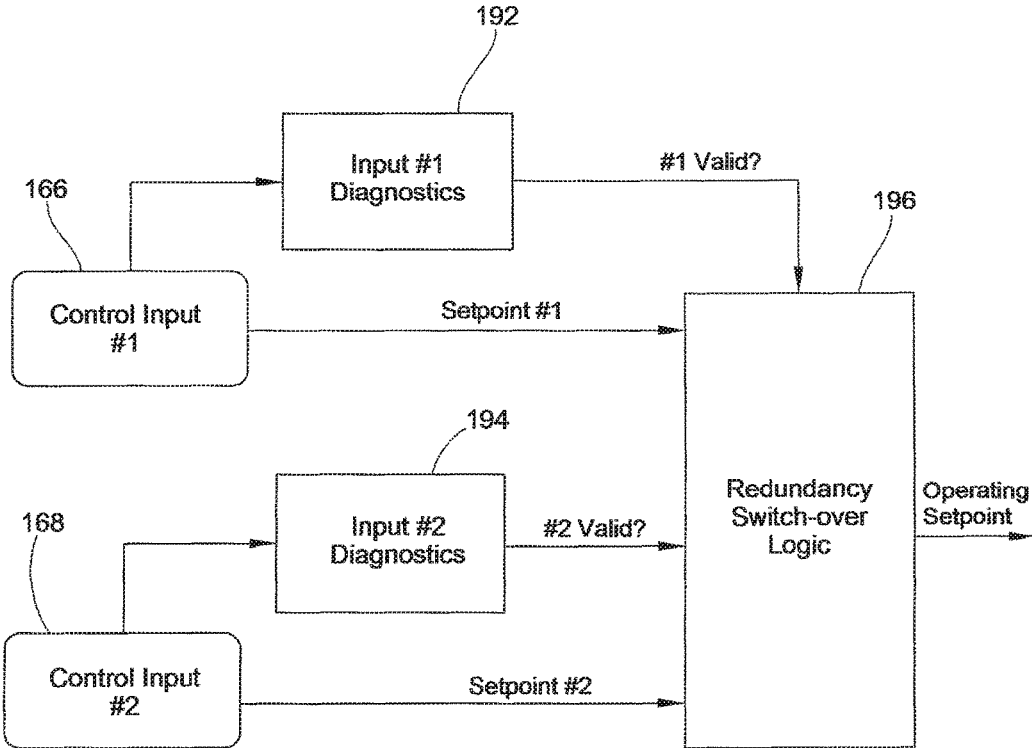 192
Input #1
Diagnostics
#1 Valid?
166
196
Control Input
#1
Setpoint #1
194
Input #2
Diagnostics
#2 Valid?
Redundancy
Switch-over
Logic
Operating
Setpoint
168
Control Input
#2
Setpoint #2